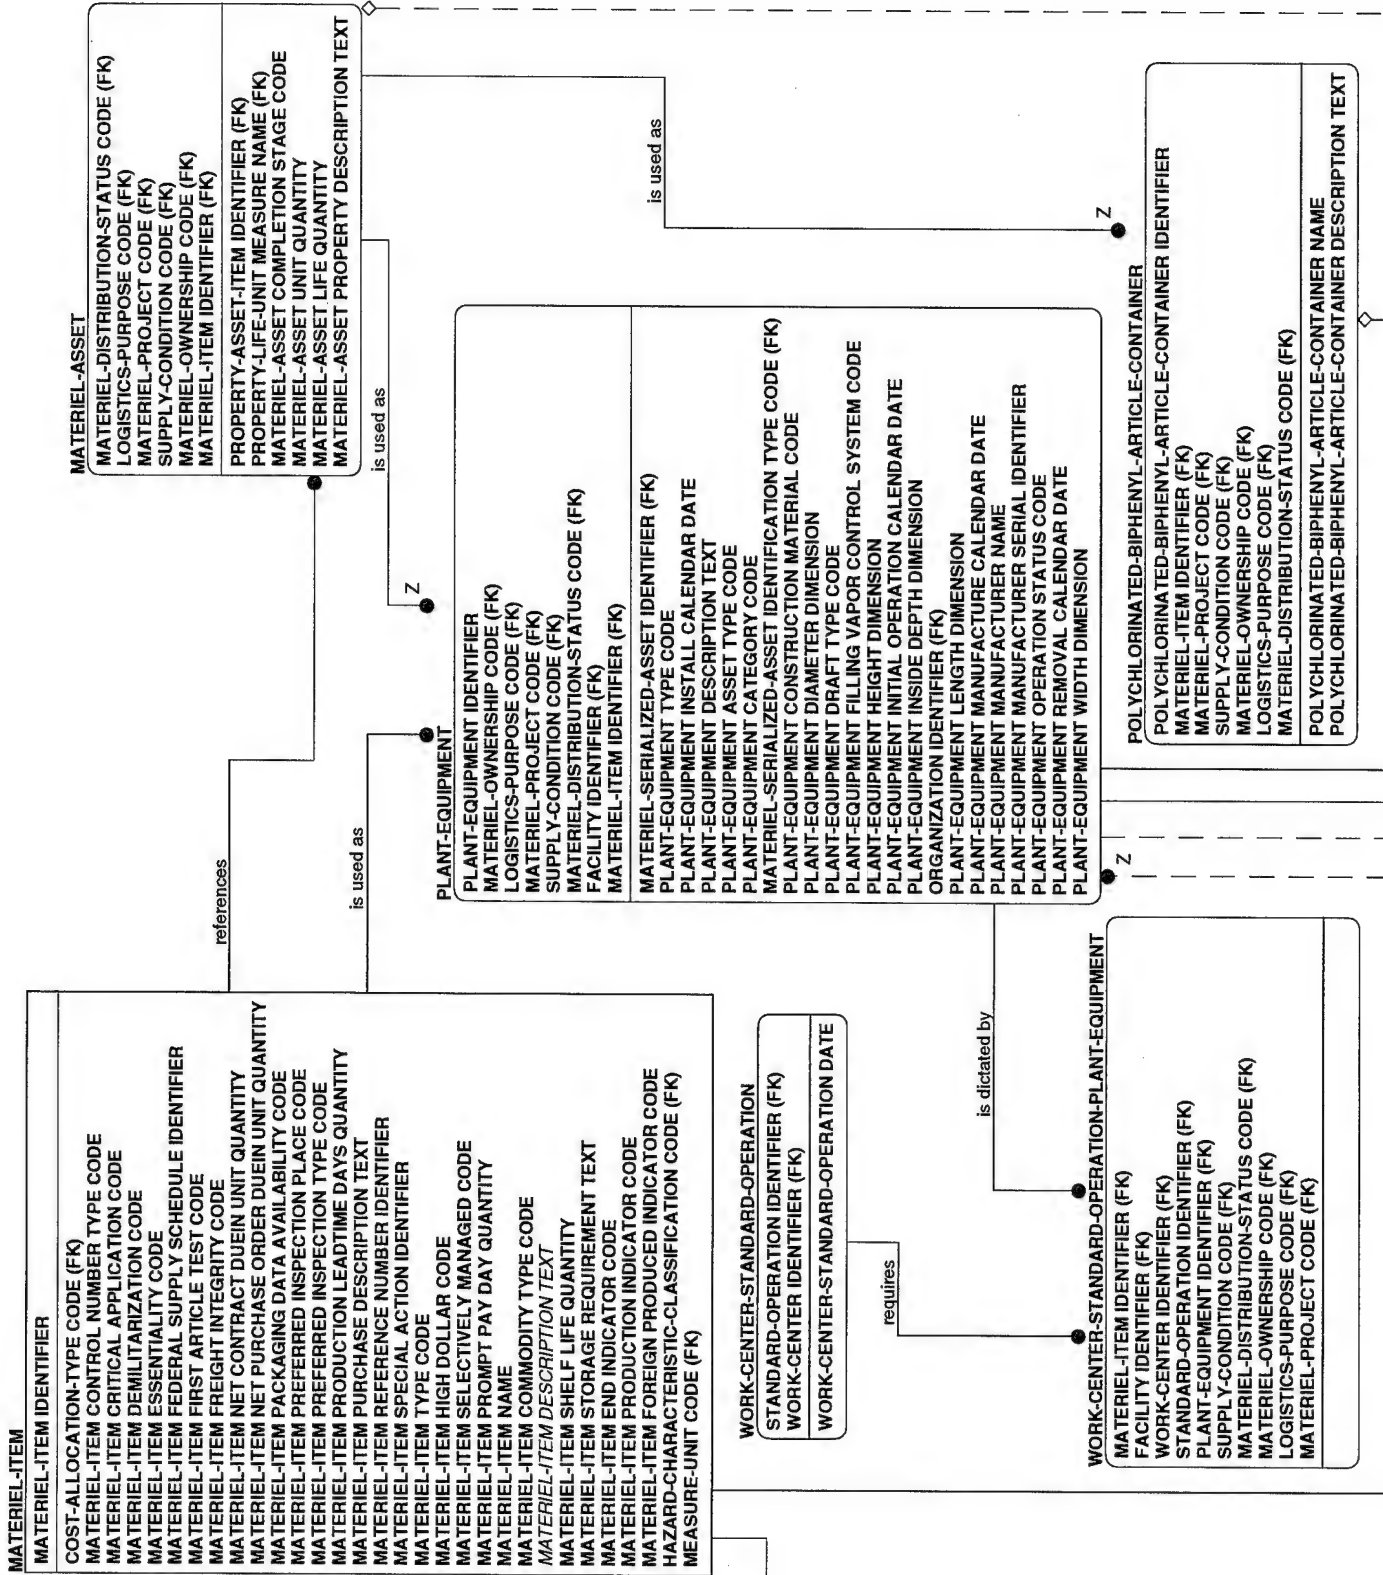 MATERIEL-ITEM
MATERIEL-ITEM IDENTIFIER
COST-ALLOCATION-TYPE CODE (FK)
MATERIEL-ITEM CONTROL NUMBER TYPE CODE
MATERIEL-ITEM CRITICAL APPLICATION CODE
MATERIEL-ITEM DEMILITARIZATION CODE
MATERIEL-ITEM ESSENTIALITY CODE
MATERIEL-ITEM FEDERAL SUPPLY SCHEDULE IDENTIFIER
MATERIEL-ITEM FIRST ARTICLE TEST CODE
MATERIEL-ITEM FREIGHT INTEGRITY CODE
MATERIEL-ITEM NET CONTRACT DUEIN UNIT QUANTITY
MATERIEL-ITEM NET PURCHASE ORDER DUEIN UNIT QUANTITY
MATERIEL-ITEM PACKAGING DATA AVAILABILITY CODE
MATERIEL-ITEM PREFERRED INSPECTION PLACE CODE
MATERIEL-ITEM PREFERRED INSPECTION TYPE CODE
MATERIEL-ITEM PRODUCTION LEADTIME DAYS QUANTITY
MATERIEL-ITEM PURCHASE DESCRIPTION TEXT
MATERIEL-ITEM REFERENCE NUMBER IDENTIFIER
MATERIEL-ITEM SPECIAL ACTION IDENTIFIER
MATERIEL-ITEM TYPE CODE
MATERIEL-ITEM HIGH DOLLAR CODE
MATERIEL-ITEM SELECTIVELY MANAGED CODE
MATERIEL-ITEM PROMPT PAY DAY QUANTITY
MATERIEL-ITEM NAME
MATERIEL-ITEM COMMODITY TYPE CODE
MATERIEL-ITEM DESCRIPTION TEXT
MATERIEL-ITEM SHELF LIFE QUANTITY
MATERIEL-ITEM STORAGE REQUIREMENT TEXT
MATERIEL-ITEM END INDICATOR CODE
MATERIEL-ITEM PRODUCTION INDICATOR CODE
MATERIEL-ITEM FOREIGN PRODUCED INDICATOR CODE
HAZARD-CHARACTERISTIC-CLASSIFICATION CODE (FK)
MEASURE-UNIT CODE (FK)
references
is used as
MATERIEL-ASSET
MATERIEL-DISTRIBUTION-STATUS CODE (FK)
LOGISTICS-PURPOSE CODE (FK)
MATERIEL-PROJECT CODE (FK)
SUPPLY-CONDITION CODE (FK)
MATERIEL-OWNERSHIP CODE (FK)
MATERIEL-ITEM IDENTIFIER (FK)
PROPERTY-ASSET-ITEM IDENTIFIER (FK)
PROPERTY-LIFE-UNIT MEASURE NAME (FK)
MATERIEL-ASSET COMPLETION STAGE CODE
MATERIEL-ASSET UNIT QUANTITY
MATERIEL-ASSET LIFE QUANTITY
MATERIEL-ASSET PROPERTY DESCRIPTION TEXT
is used as
Z
is used as
Z
PLANT-EQUIPMENT
PLANT-EQUIPMENT IDENTIFIER
MATERIEL-OWNERSHIP CODE (FK)
LOGISTICS-PURPOSE CODE (FK)
MATERIEL-PROJECT CODE (FK)
SUPPLY-CONDITION CODE (FK)
MATERIEL-DISTRIBUTION-STATUS CODE (FK)
FACILITY IDENTIFIER (FK)
MATERIEL-ITEM IDENTIFIER (FK)
MATERIEL-SERIALIZED-ASSET IDENTIFIER (FK)
PLANT-EQUIPMENT TYPE CODE
PLANT-EQUIPMENT INSTALL CALENDAR DATE
PLANT-EQUIPMENT DESCRIPTION TEXT
PLANT-EQUIPMENT ASSET TYPE CODE
PLANT-EQUIPMENT CATEGORY CODE
MATERIEL-SERIALIZED-ASSET IDENTIFICATION TYPE CODE (FK)
PLANT-EQUIPMENT CONSTRUCTION MATERIAL CODE
PLANT-EQUIPMENT DIAMETER DIMENSION
PLANT-EQUIPMENT DRAFT TYPE CODE
PLANT-EQUIPMENT FILLING VAPOR CONTROL SYSTEM CODE
PLANT-EQUIPMENT HEIGHT DIMENSION
PLANT-EQUIPMENT INITIAL OPERATION CALENDAR DATE
PLANT-EQUIPMENT INSIDE DEPTH DIMENSION
ORGANIZATION IDENTIFIER (FK)
PLANT-EQUIPMENT LENGTH DIMENSION
PLANT-EQUIPMENT MANUFACTURE CALENDAR DATE
PLANT-EQUIPMENT MANUFACTURER NAME
PLANT-EQUIPMENT MANUFACTURER SERIAL IDENTIFIER
PLANT-EQUIPMENT OPERATION STATUS CODE
PLANT-EQUIPMENT REMOVAL CALENDAR DATE
PLANT-EQUIPMENT WIDTH DIMENSION
Z
WORK-CENTER-STANDARD-OPERATION
STANDARD-OPERATION IDENTIFIER (FK)
WORK-CENTER IDENTIFIER (FK)
WORK-CENTER-STANDARD-OPERATION DATE
requires
is dictated by
WORK-CENTER-STANDARD-OPERATION-PLANT-EQUIPMENT
MATERIEL-ITEM IDENTIFIER (FK)
FACILITY IDENTIFIER (FK)
WORK-CENTER IDENTIFIER (FK)
STANDARD-OPERATION IDENTIFIER (FK)
PLANT-EQUIPMENT IDENTIFIER (FK)
SUPPLY-CONDITION CODE (FK)
MATERIEL-DISTRIBUTION-STATUS CODE (FK)
MATERIEL-OWNERSHIP CODE (FK)
LOGISTICS-PURPOSE CODE (FK)
MATERIEL-PROJECT CODE (FK)
POLYCHLORINATED-BIPHENYL-ARTICLE-CONTAINER
POLYCHLORINATED-BIPHENYL-ARTICLE-CONTAINER IDENTIFIER
MATERIEL-ITEM IDENTIFIER (FK)
MATERIEL-PROJECT CODE (FK)
SUPPLY-CONDITION CODE (FK)
MATERIEL-OWNERSHIP CODE (FK)
LOGISTICS-PURPOSE CODE (FK)
MATERIEL-DISTRIBUTION-STATUS CODE (FK)
POLYCHLORINATED-BIPHENYL-ARTICLE-CONTAINER NAME
POLYCHLORINATED-BIPHENYL-ARTICLE-CONTAINER DESCRIPTION TEXT